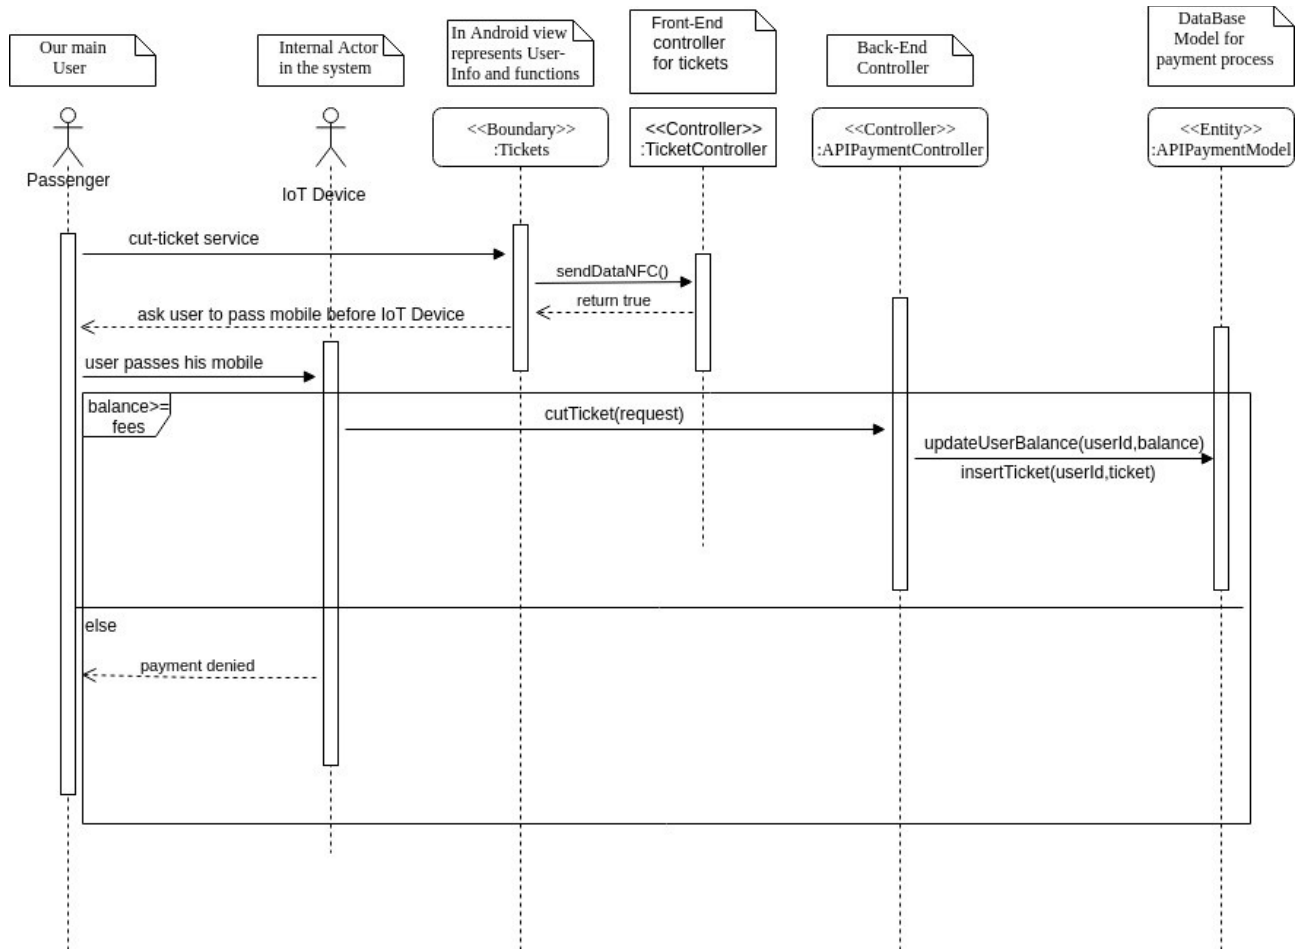 Our main
User
Internal Actor
in the system
In Android view
represents User-
Info and functions
Front-End
controller
for tickets
Back-End
Controller
DataBase
Model for
payment process
Passenger
IoT Device
<<Boundary>>
:Tickets
<<Controller>>
:TicketController
<<Controller>>
:APIPaymentController
<<Entity>>
:APIPaymentModel
cut-ticket service
sendDataNFC()
return true
ask user to pass mobile before IoT Device
user passes his mobile
balance>=
fees
cutTicket(request)
updateUserBalance(userId,balance)
insertTicket(userId,ticket)
else
payment denied